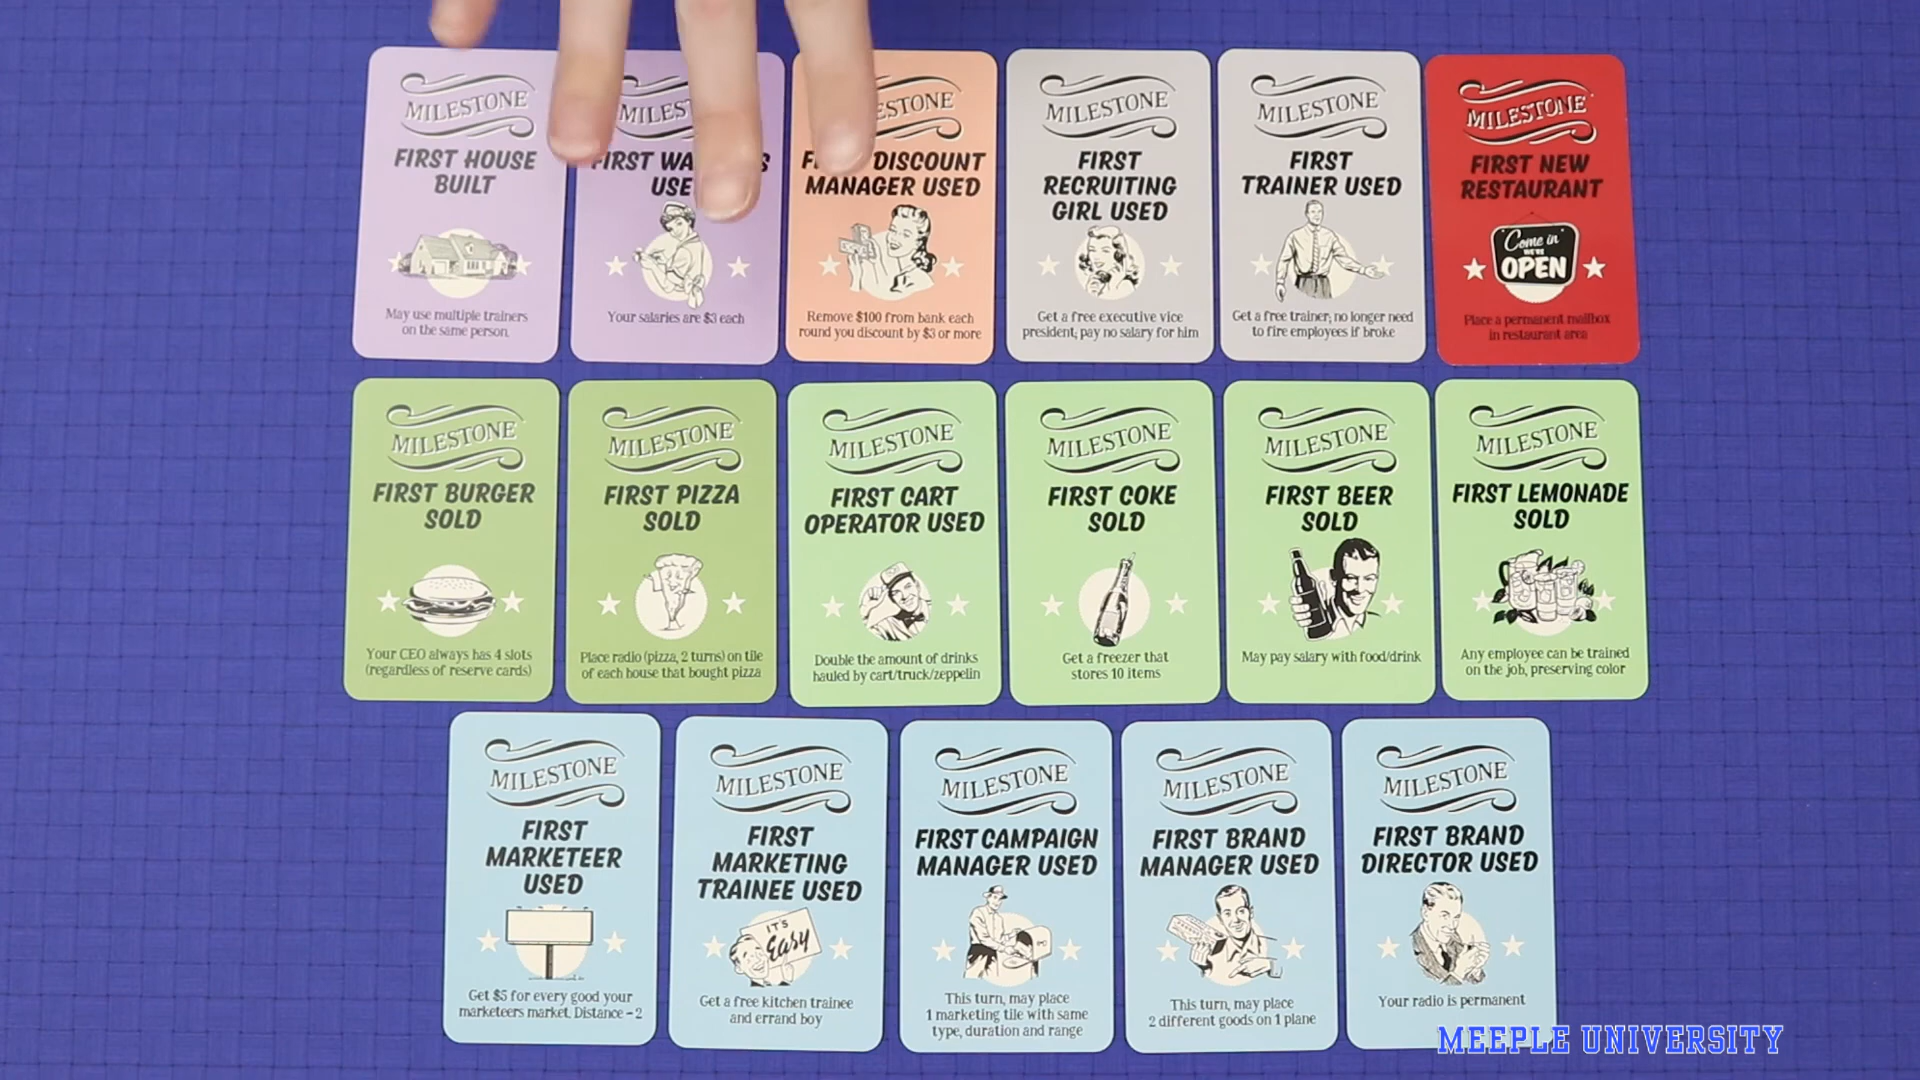 MILESTONE
FIRST HOUSE
BUILT
May use multiple trainers
on the same person
FIRST
Your salaries are $3 each
DISCOUNT
MANAGER USED
Remove $100 from bank each
round you discount by $3 or more
MILESTONE
FIRST
RECRUITING
GIRL USED
Get a free executive vice
president; pay no salary for him
MILESTONE
FIRST
TRAINER USED
Get a free trainer; no longer need
to fire employees if broke
MILESTONE
FIRST NEW
RESTAURANT
Come in
WE'RE
OPEN
Place a permanent mailbox
in restaurant area
MILESTONE
FIRST BURGER
SOLD
Your CEO always has 4 slots
(regardless of reserve cards)
MILESTONE
FIRST PIZZA
SOLD
Place radio (pizza, 2 turns) on tile
of each house that bought pizza
MILESTONE
FIRST CART
OPERATOR USED
Double the amount of drinks
hauled by cart/truck/zeppelin
MILESTONE
FIRST COKE
SOLD
Get a freezer that
stores 10 items
MILESTONE
FIRST BEER
SOLD
May pay salary with food/drink
MILESTONE
FIRST LEMONADE
SOLD
Any employee can be trained
on the job, preserving color
MILESTONE
FIRST
MARKETEER
USED
Get $5 for every good your
marketeers market. Distance -2
MILESTONE
FIRST
MARKETING
TRAINEE USED
IT'S
Easy
Get a free kitchen trainee
and errand boy
MILESTONE
FIRST CAMPAIGN
MANAGER USED
This turn, may place
1 marketing tile with same
type, duration and range
MILESTONE
FIRST BRAND
MANAGER USED
This turn, may place
2 different goods on 1 plane
MILESTONE
FIRST BRAND
DIRECTOR USED
Your radio is permanent
MEEPLE UNIVERSITY